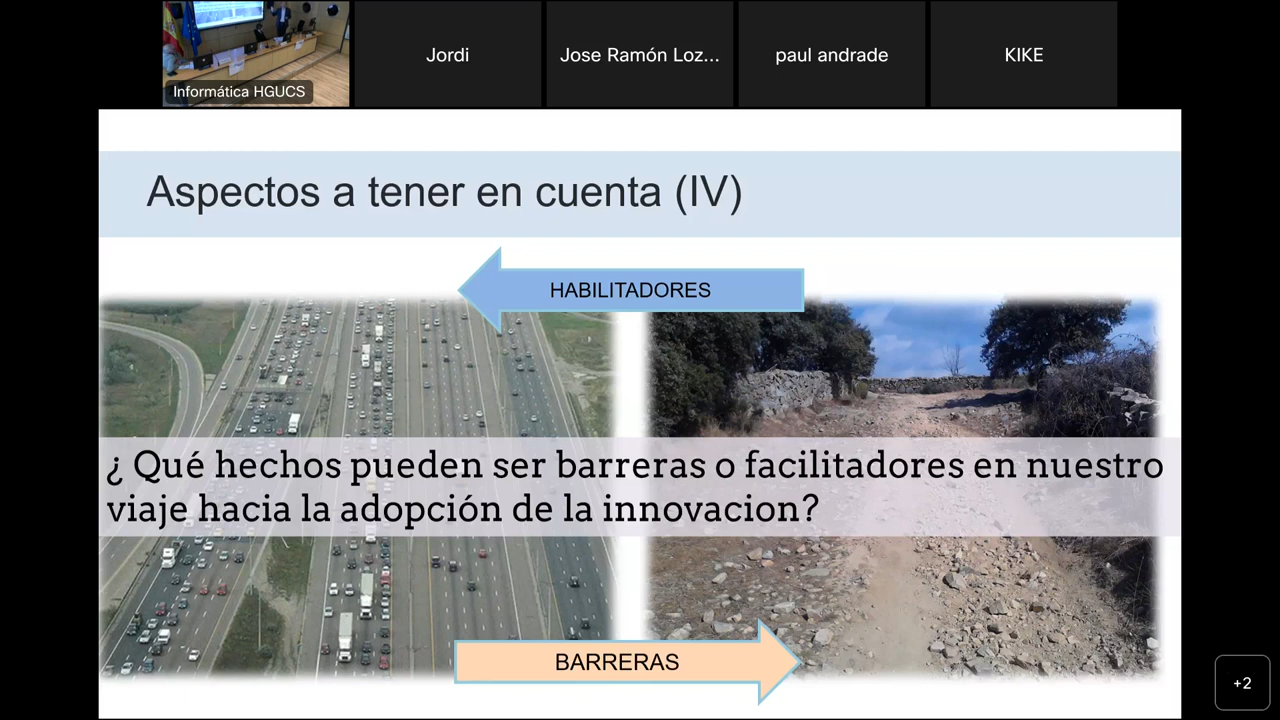 Informática HGUCS
Jordi
Jose Ramón Loz...
paul andrade
KIKE
Aspectos a tener en cuenta (IV)
HABILITADORES
¿ Qué hechos pueden ser barreras o facilitadores en nuestro
viaje hacia la adopción de la innovacion?
BARRERAS
+2